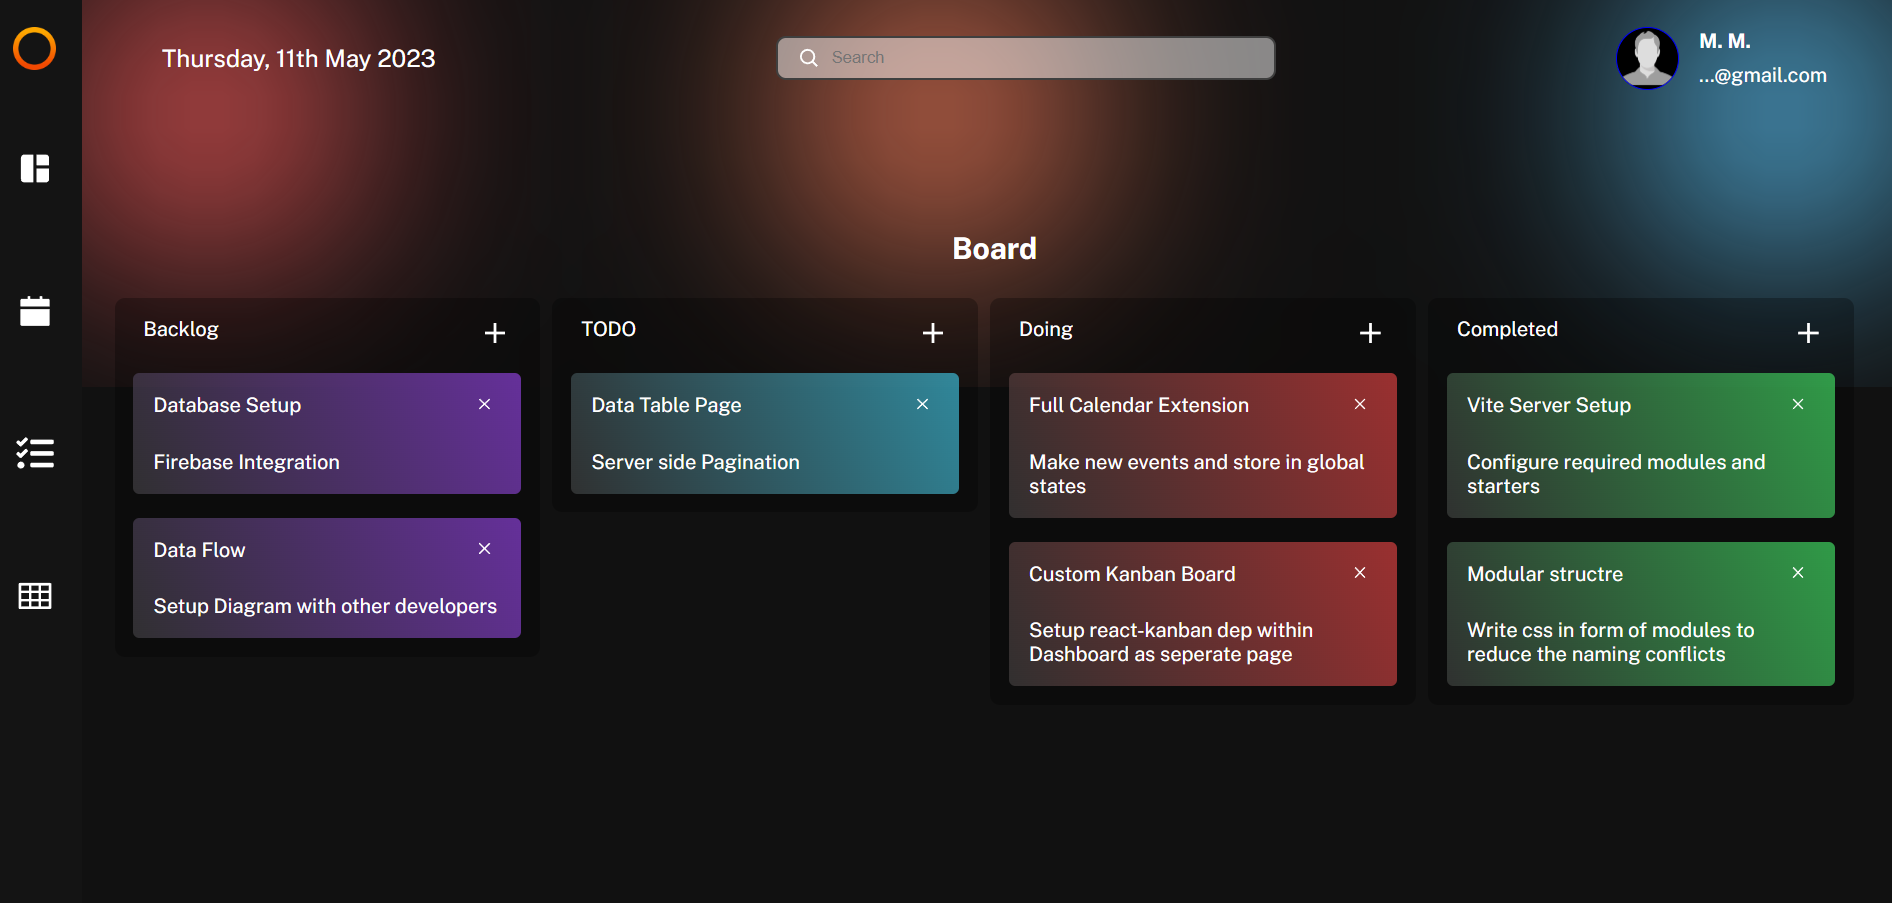 Thursday, 11th May 2023
Search
M. M.
...@gmail.com
Board
Backlog
Database Setup
Firebase Integration
Data Flow
Setup Diagram with other developers
TODO
Data Table Page
Server side Pagination
Doing
Full Calendar Extension
Make new events and store in global
states
Custom Kanban Board
Setup react-kanban dep within
Dashboard as seperate page
Completed
Vite Server Setup
Configure required modules and
starters
Modular structre
Write css in form of modules to
reduce the naming conflicts